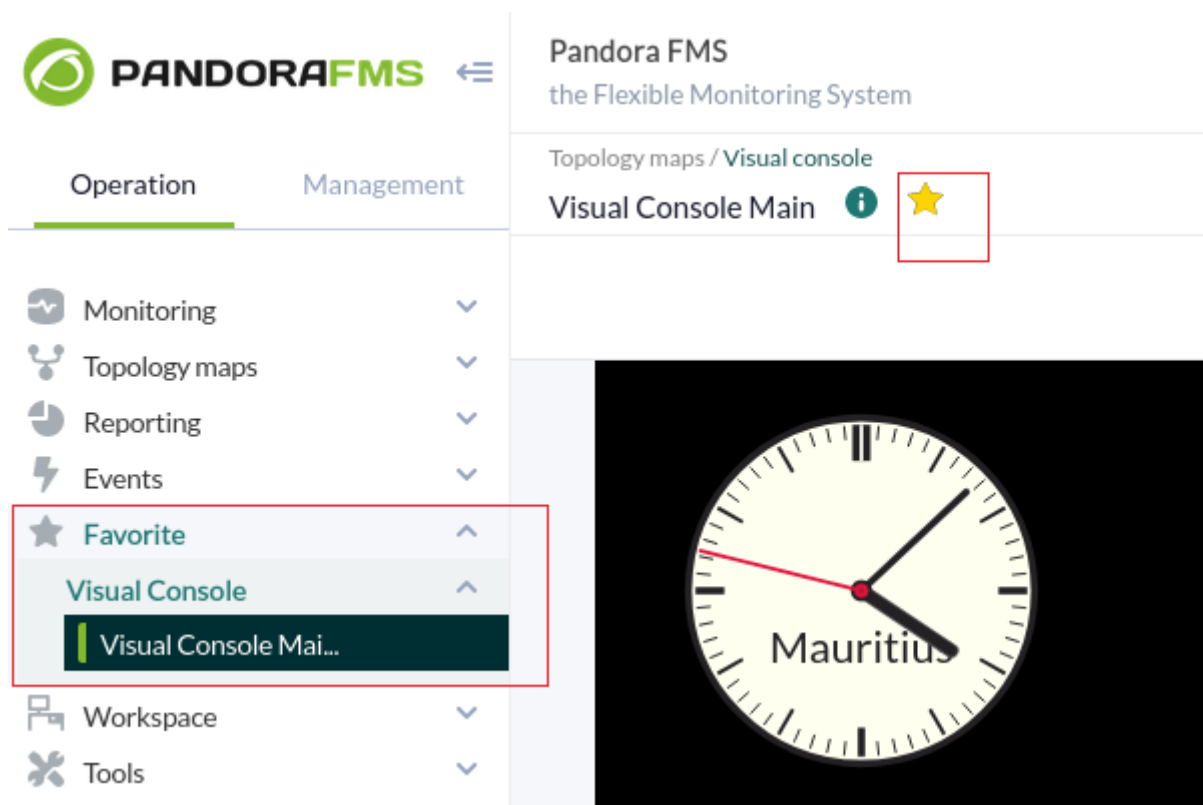 PANDORAFMS
Operation
Management
Monitoring
Topology maps
Reporting
Events
Favorite
Visual Console
Visual Console Mai...
Workspace
Tools
Pandora FMS
the Flexible Monitoring System
Topology maps / Visual console
Visual Console Main
Mauritius